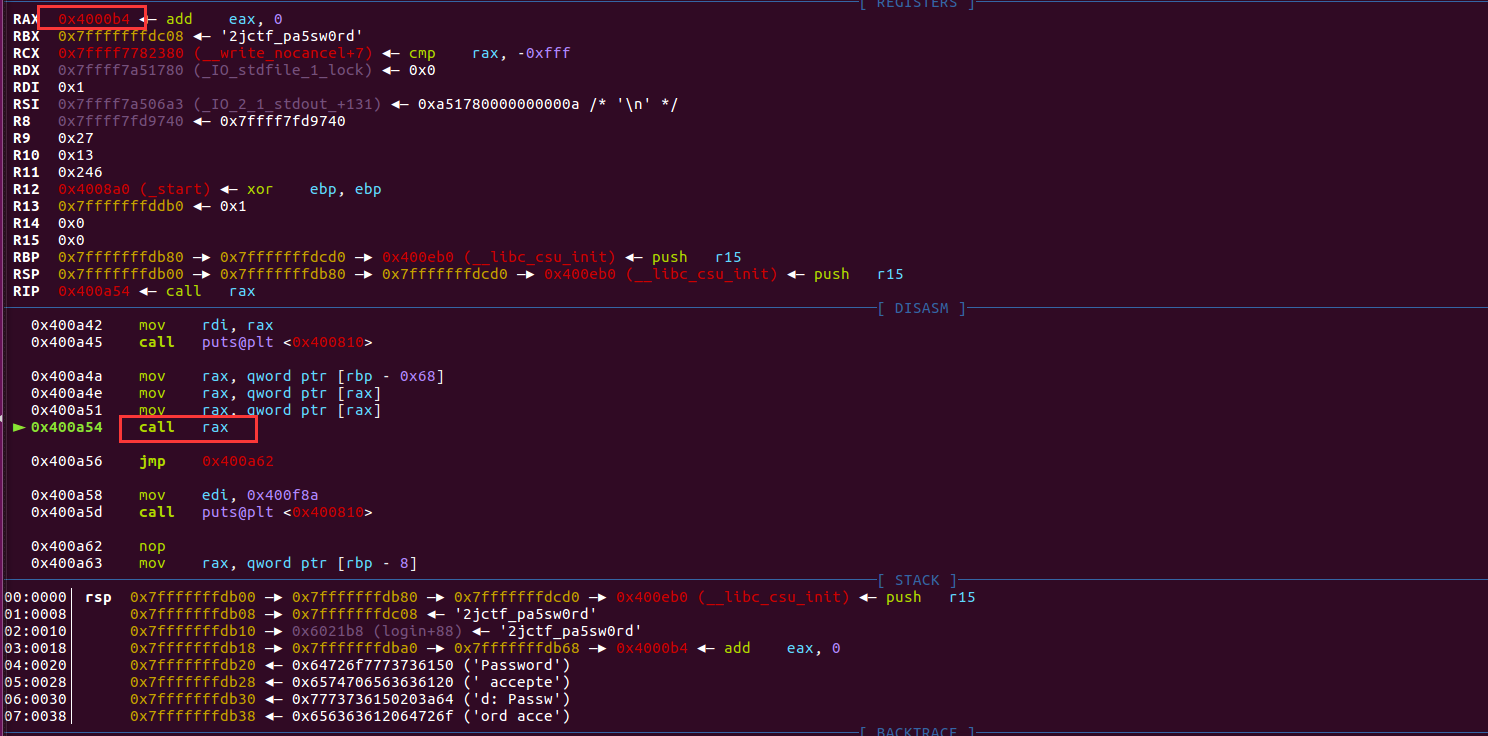 [ REGISTERS ]
RAX  0x4000b4 ◂— add    eax, 0
RBX  0x7fffffffdc08 ◂— '2jctf_pa5sw0rd'
RCX  0x7ffff7782380 (__write_nocancel+7) ◂— cmp    rax, -0xfff
RDX  0x7ffff7a51780 (_IO_stdfile_1_lock) ◂— 0x0
RDI  0x1
RSI  0x7ffff7a506a3 (_IO_2_1_stdout_+131) ◂— 0xa51780000000000a /* '\n' */
R8   0x7ffff7fd9740 ◂— 0x7ffff7fd9740
R9   0x27
R10  0x13
R11  0x246
R12  0x4008a0 (_start) ◂— xor    ebp, ebp
R13  0x7fffffffddb0 ◂— 0x1
R14  0x0
R15  0x0
RBP  0x7fffffffdb80 —▸ 0x7fffffffdcd0 —▸ 0x400eb0 (__libc_csu_init) ◂— push   r15
RSP  0x7fffffffdb00 —▸ 0x7fffffffdb80 —▸ 0x7fffffffdcd0 —▸ 0x400eb0 (__libc_csu_init) ◂— push   r15
RIP  0x400a54 ◂— call   rax
[ DISASM ]
0x400a42    mov    rdi, rax
0x400a45    call   puts@plt <0x400810>
0x400a4a    mov    rax, qword ptr [rbp - 0x68]
0x400a4e    mov    rax, qword ptr [rax]
0x400a51    mov    rax, qword ptr [rax]
► 0x400a54    call   rax
0x400a56    jmp    0x400a62
0x400a58    mov    edi, 0x400f8a
0x400a5d    call   puts@plt <0x400810>
0x400a62    nop
0x400a63    mov    rax, qword ptr [rbp - 8]
[ STACK ]
00:0000│ rsp  0x7fffffffdb00 —▸ 0x7fffffffdb80 —▸ 0x7fffffffdcd0 —▸ 0x400eb0 (__libc_csu_init) ◂— push   r15
01:0008│      0x7fffffffdb08 —▸ 0x7fffffffdc08 ◂— '2jctf_pa5sw0rd'
02:0010│      0x7fffffffdb10 —▸ 0x6021b8 (login+88) ◂— '2jctf_pa5sw0rd'
03:0018│      0x7fffffffdb18 —▸ 0x7fffffffdba0 —▸ 0x7fffffffdb68 —▸ 0x4000b4 ◂— add    eax, 0
04:0020│      0x7fffffffdb20 ◂— 0x64726f7773736150 ('Password')
05:0028│      0x7fffffffdb28 ◂— 0x6574706563636120 (' accepte')
06:0030│      0x7fffffffdb30 ◂— 0x7773736150203a64 ('d: Passw')
07:0038│      0x7fffffffdb38 ◂— 0x656363612064726f ('ord acce')
[ BACKTRACE ]